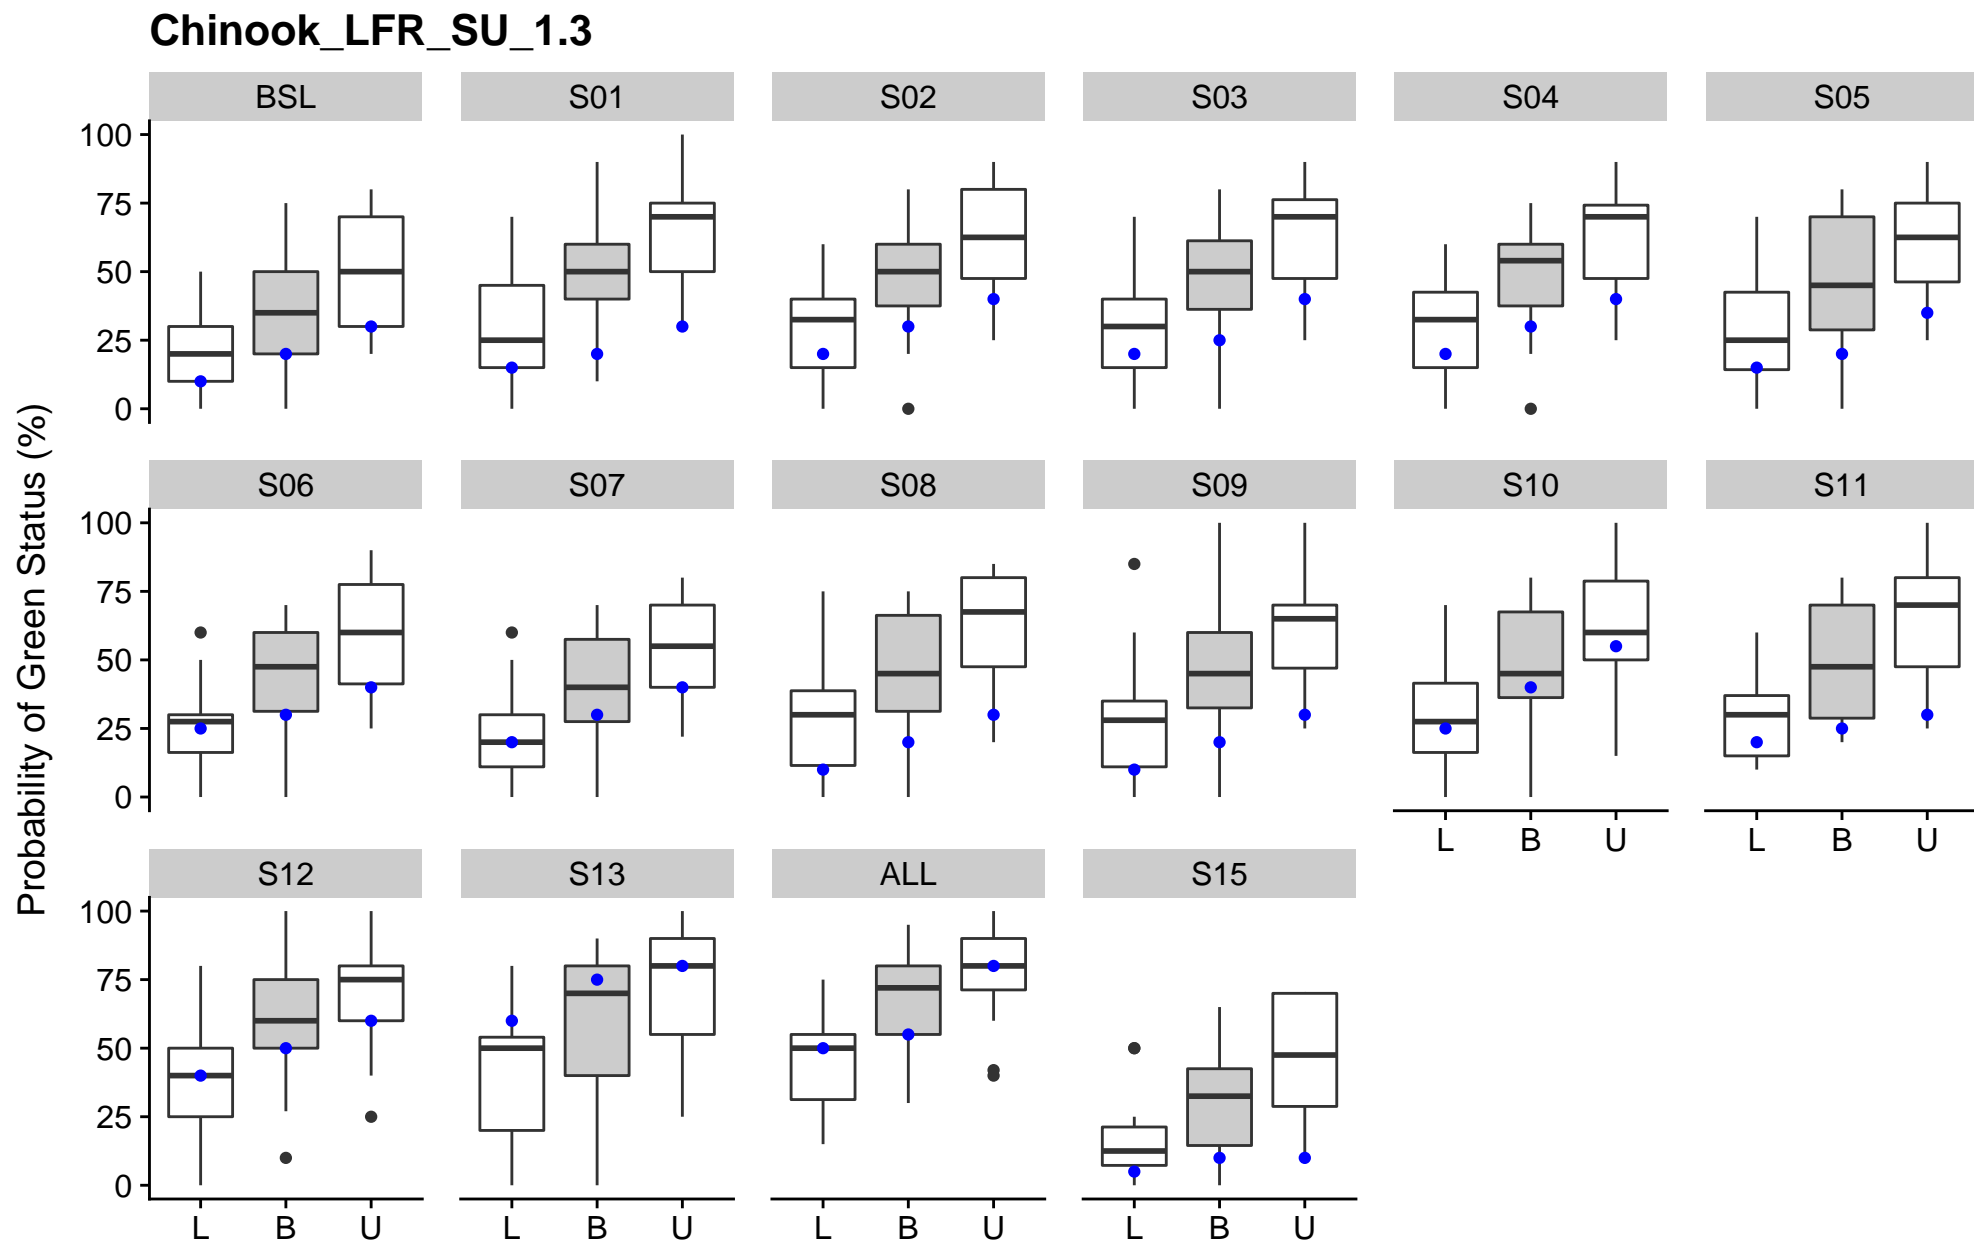 Chinook_LFR_SU_1.3
BSL S01 S02 S03 S04 S05
100
75
50
25
0
S06 S07 S08 S09 S10 S11
100
75
50
25
0
L B U L B U
S12 S13 ALL S15
100
75
50
25
0
L B U L B U L B U L B U
Probability of Green Status (%)